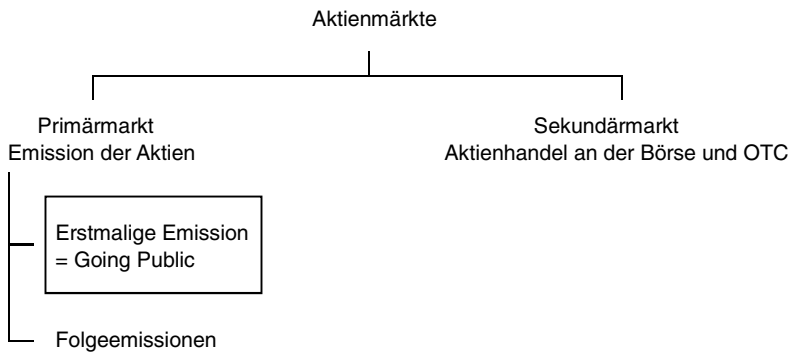 Aktienmärkte
Primärmarkt
Emission der Aktien
Sekundärmarkt
Aktienhandel an der Börse und OTC
Erstmalige Emission
= Going Public
Folgeemissionen